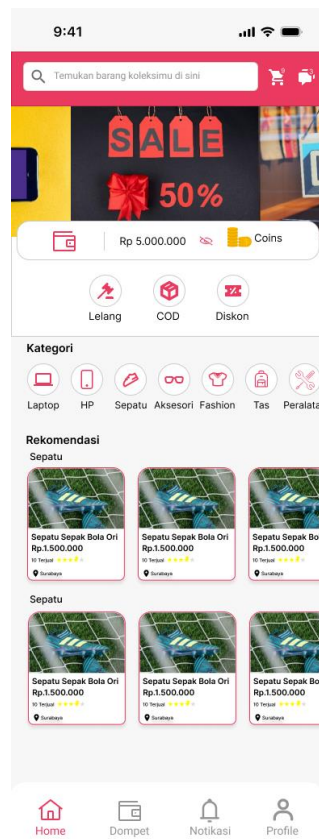 9:41
Temukan barang koleksimu di sini
SALE
50%
Rp 5.000.000
Coins
Lelang COD Diskon
Kategori
Laptop HP Sepatu Aksesori Fashion Tas Peralata
Rekomendasi
Sepatu
Sepatu Sepak Bola Ori Sepatu Sepak Bola Ori Sepatu Sepak Bo
Rp.1.500.000 Rp.1.500.000 Rp.1.500.000
10 Terjual 10 Terjual 10 Terjual
Surabaya Surabaya Surabaya
Sepatu
Sepatu Sepak Bola Ori Sepatu Sepak Bola Ori Sepatu Sepak Bo
Rp.1.500.000 Rp.1.500.000 Rp.1.500.000
10 Terjual 10 Terjual 10 Terjual
Surabaya Surabaya Surabaya
Home Dompet Notikasi Profile